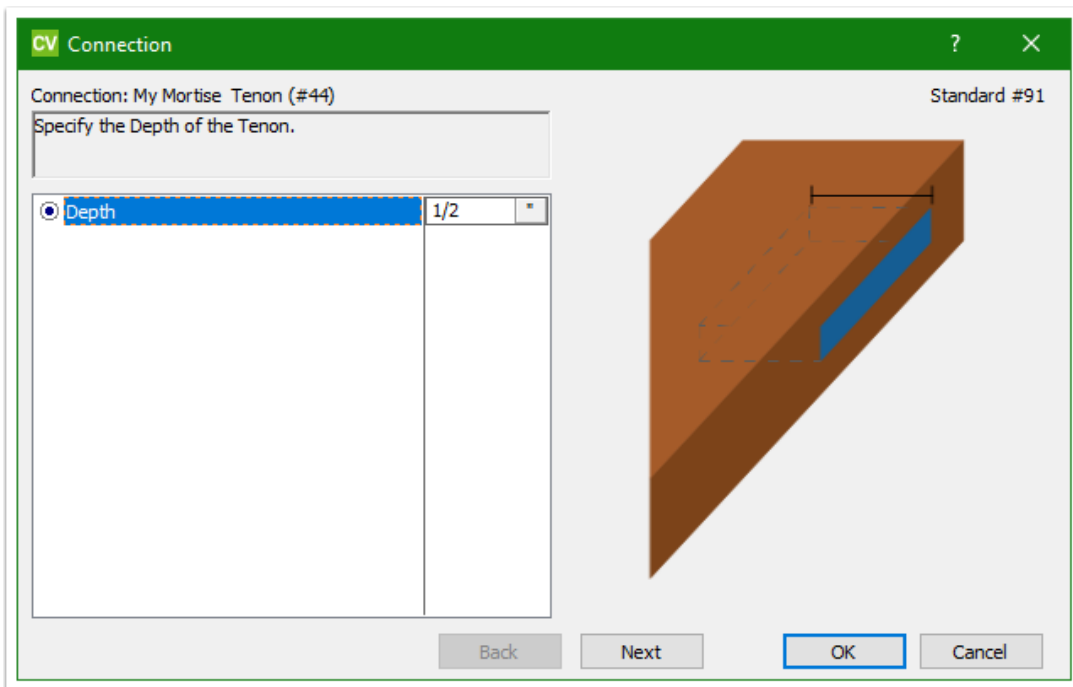 CV Connection ? X
Connection: My Mortise Tenon (#44)
Standard #91
Specify the Depth of the Tenon.
Depth 1/2 "
Back Next OK Cancel